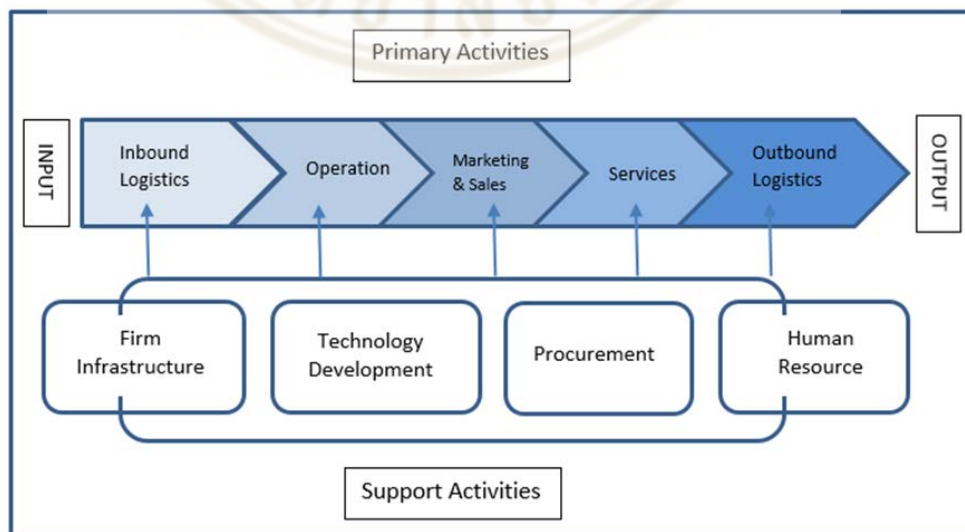 Primary Activities
INPUT
Inbound
Logistics
Operation
Marketing
& Sales
Services
Outbound
Logistics
OUTPUT
Firm
Infrastructure
Technology
Development
Procurement
Human
Resource
Support Activities